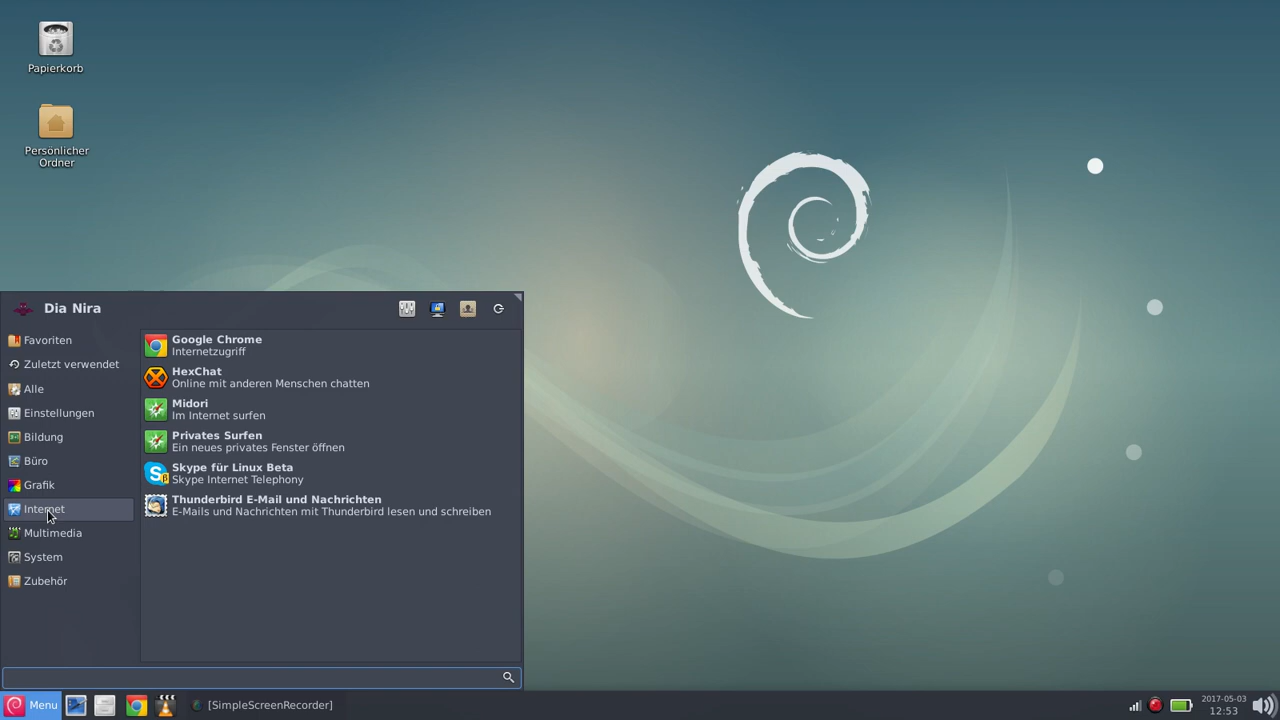 Papierkorb
Persönlicher
Ordner
Dia Nira
Favoriten
Zuletzt verwendet
Alle
Einstellungen
Bildung
Büro
Grafik
Internet
Multimedia
System
Zubehör
Google Chrome
Internetzugriff
HexChat
Online mit anderen Menschen chatten
Midori
Im Internet surfen
Privates Surfen
Ein neues privates Fenster öffnen
Skype für Linux Beta
Skype Internet Telephony
Thunderbird E-Mail und Nachrichten
E-Mails und Nachrichten mit Thunderbird lesen und schreiben
Menu
[SimpleScreenRecorder]
2017-05-03
12:53